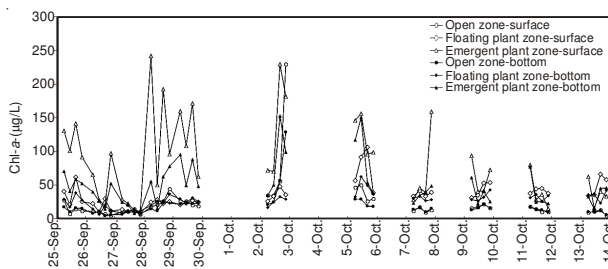 300
250
200
150
100
50
0
Chl-a-(µg/L)
Open zone-surface
Floating plant zone-surface
Emergent plant zone-surface
Open zone-bottom
Floating plant zone-bottom
Emergent plant zone-bottom
25-Sep.
26-Sep.
27-Sep.
28-Sep.
29-Sep.
30-Sep.
1-Oct.
2-Oct.
3-Oct.
5-Oct.
6-Oct.
7-Oct.
8-Oct.
9-Oct.
10-Oct.
11-Oct.
12-Oct.
13-Oct.
14-Oct.